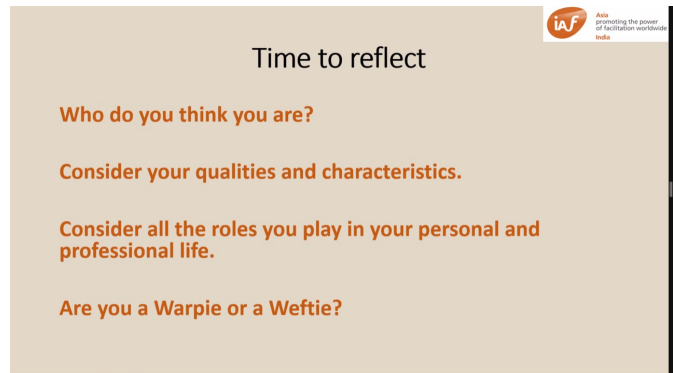 iaf
Asia
promoting the power
of facilitation worldwide
India
Time to reflect
Who do you think you are?
Consider your qualities and characteristics.
Consider all the roles you play in your personal and
professional life.
Are you a Warpie or a Weftie?